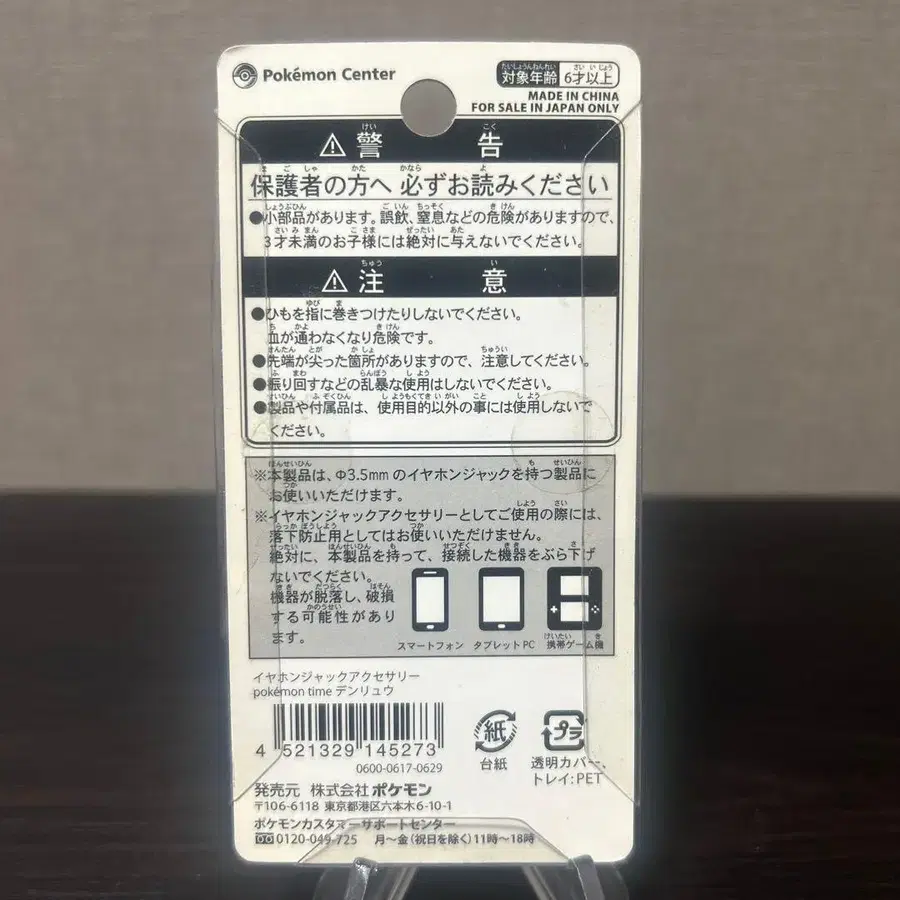 Pokémon Center
対象年齢 6才以上
MADE IN CHINA
FOR SALE IN JAPAN ONLY
⚠警告
保護者の方へ 必ずお読みください
●小部品があります。誤飲、窒息などの危険がありますので、
3才未満のお子様には絶対に与えないでください。
⚠注意
●ひもを指に巻きつけたりしないでください。
血が通わなくなり危険です。
●先端が尖った箇所がありますので、注意してください。
●振り回すなどの乱暴な使用はしないでください。
●製品や付属品は、使用目的以外の事には使用しないで
ください。
※本製品は、Φ3.5mmのイヤホンジャックを持つ製品に
お使いいただけます。
※イヤホンジャックアクセサリーとしてご使用の際には、
落下防止用としてはお使いいただけません。
絶対に、本製品を持って、接続した機器をぶら下げ
ないでください。
機器が脱落し、破損
する可能性があり
ます。
スマートフォン タブレットPC 携帯ゲーム機
イヤホンジャックアクセサリー
pokémon time デンリュウ
4 521329 145273
0600-0617-0629
紙
台紙
プラ
透明カバー、
トレイ:PET
発売元 株式会社ポケモン
〒106-6118 東京都港区六本木6-10-1
ポケモンカスタマーサポートセンター
0120-049-725 月～金(祝日を除く)11時～18時